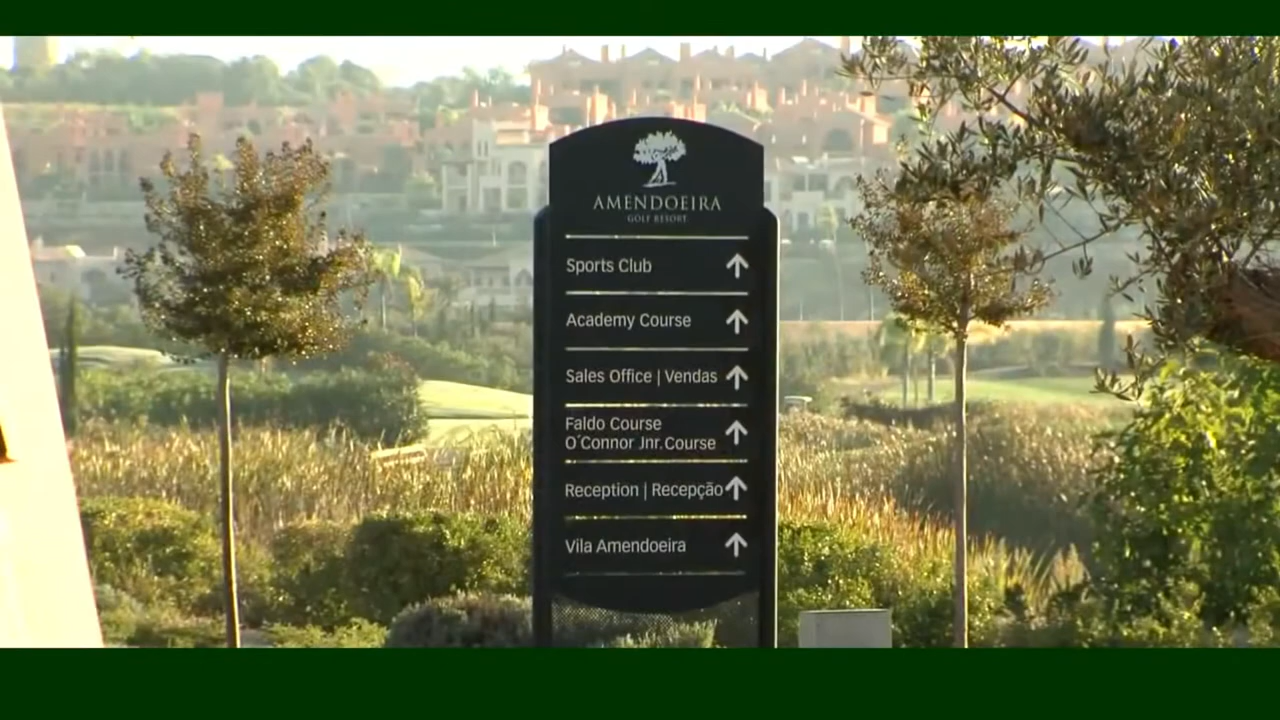 AMENDOEIRA
GOLF RESORT
Sports Club
Academy Course
Sales Office | Vendas
Faldo Course
O´Connor Jnr.Course
Reception | Recepção
Vila Amendoeira